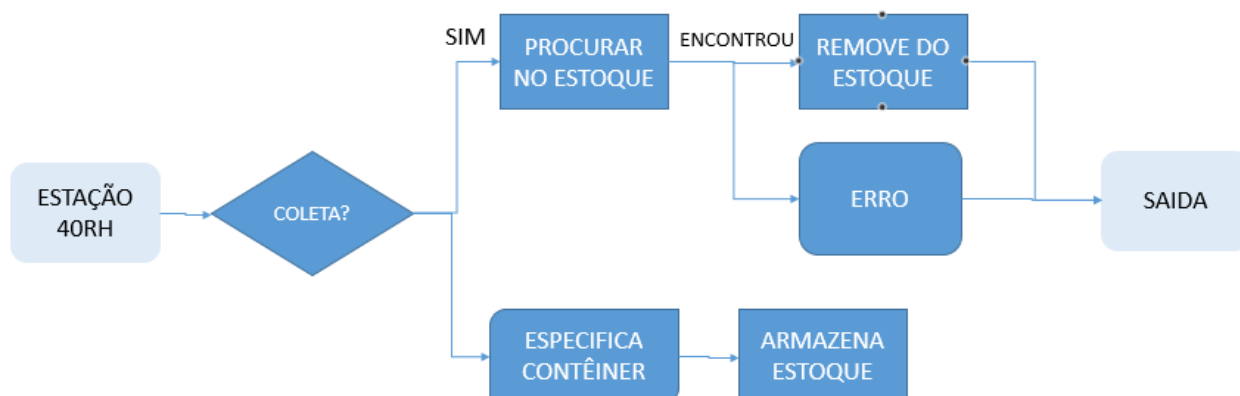 SIM
PROCURAR
NO ESTOQUE
ENCONTROU
REMOVE DO
ESTOQUE
ESTAÇÃO
40RH
COLETA?
ERRO
SAIDA
ESPECIFICA
CONTÊINER
ARMAZENA
ESTOQUE